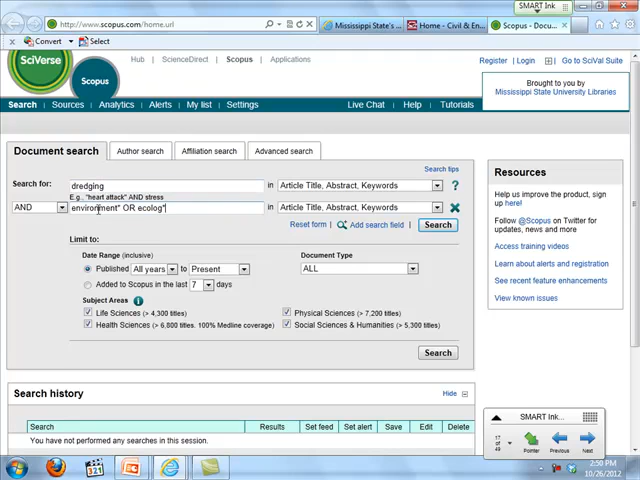 SMART Ink
http://www.scopus.com/home.url
Mississippi State's...
Home - Civil & En...
Scopus - Docu...
Convert
Select
SciVerse
Scopus
Hub ScienceDirect Scopus Applications
Register Login Go to SciVal Suite
Brought to you by
Mississippi State University Libraries
Search Sources Analytics Alerts My list Settings Live Chat Help Tutorials
Document search Author search Affiliation search Advanced search
Search tips
Search for: dredging in Article Title, Abstract, Keywords ?
E.g., "heart attack" AND stress
AND environment* OR ecolog* in Article Title, Abstract, Keywords
Reset form Add search field Search
Limit to:
Date Range (inclusive) Document Type
Published All years to Present ALL
Added to Scopus in the last 7 days
Subject Areas
Life Sciences (> 4,300 titles) Physical Sciences (> 7,200 titles)
Health Sciences (> 6,800 titles. 100% Medline coverage) Social Sciences & Humanities (> 5,300 titles)
Search
Resources
Help us improve the product, sign
up here!
Follow @Scopus on Twitter for
updates, news and more
Access training videos
Learn about alerts and registration
See recent feature enhancements
View known issues
Search history Hide
Search Results Set feed Set alert Save Edit Delete
You have not performed any searches in this session.
SMART Ink...
17
of
49
Pointer Previous Next
321
2:50 PM
10/26/2012